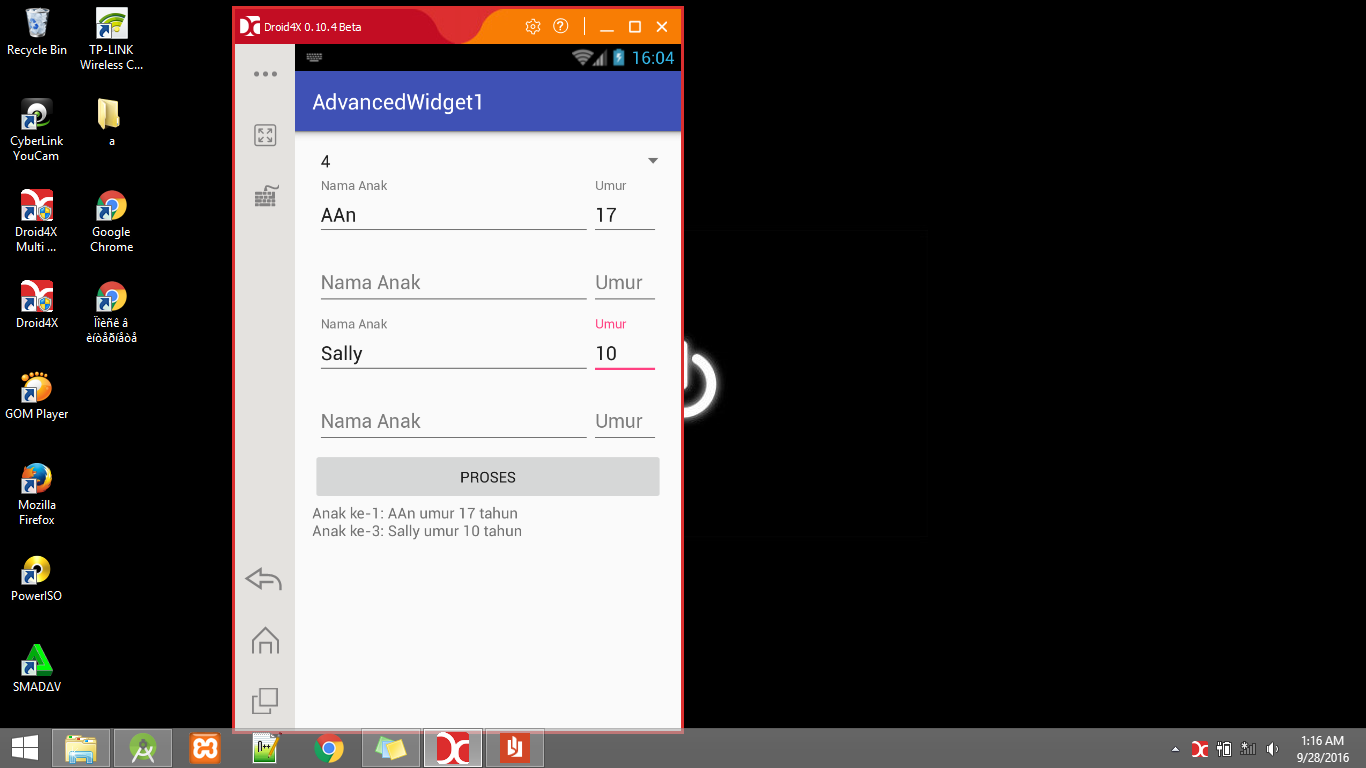 Recycle Bin
TP-LINK
Wireless C...
CyberLink
YouCam
a
Droid4X
Multi ...
Google
Chrome
Droid4X
Ïîèñê â
èíòåðíåòå
GOM Player
Mozilla
Firefox
PowerISO
SMADΔV
Droid4X 0.10.4 Beta
16:04
AdvancedWidget1
4
Nama Anak Umur
AAn 17
Nama Anak Umur
Nama Anak Umur
Sally 10
Nama Anak Umur
PROSES
Anak ke-1: AAn umur 17 tahun
Anak ke-3: Sally umur 10 tahun
1:16 AM
9/28/2016